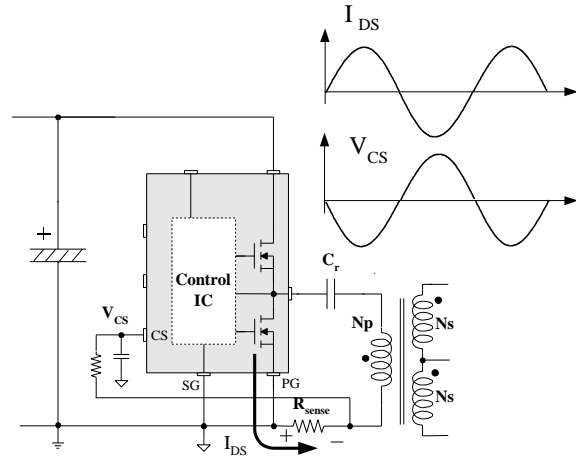 I DS
V CS
+
Control
IC
C r
Np
Ns
V CS
CS
SG
PG
Ns
R sense
I DS
+ −